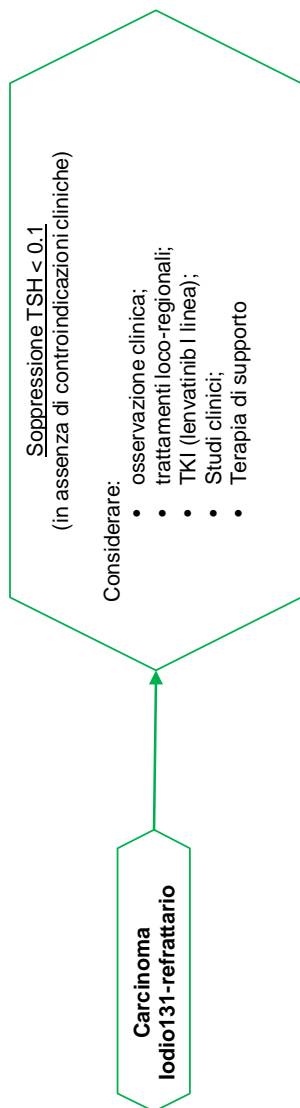 Carcinoma
Iodio131-refrattario
Soppressione TSH < 0.1
(in assenza di controindicazioni cliniche)
Considerare:
• osservazione clinica;
• trattamenti loco-regionali;
• TKI (lenvatinib I linea);
• Studi clinici;
• Terapia di supporto